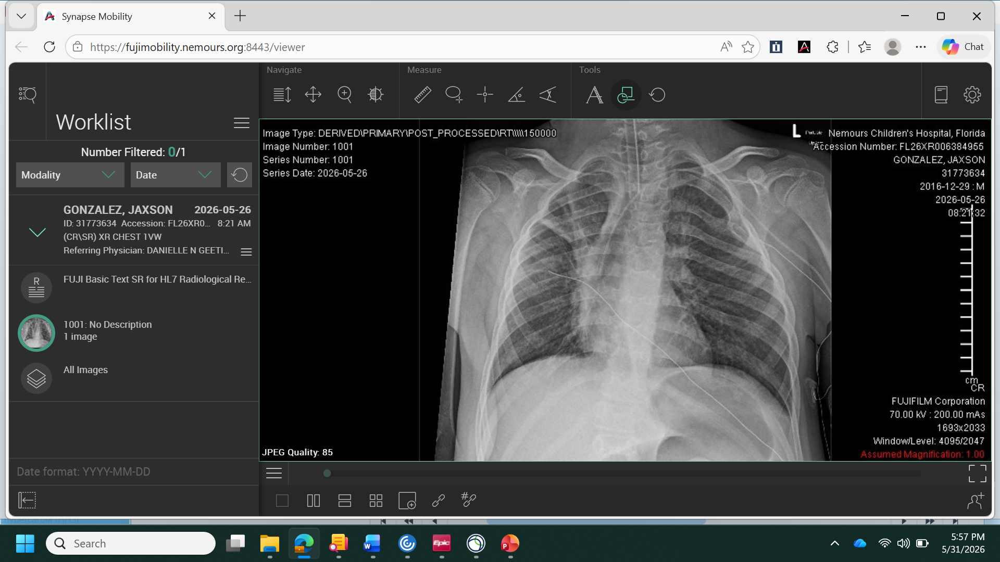 Synapse Mobility
https://fujimobility.nemours.org:8443/viewer
Chat
Navigate
Measure
Tools
Worklist
Number Filtered: 0/1
Modality
Date
GONZALEZ, JAXSON 2026-05-26
ID: 31773634 Accession: FL26XR0... 8:21 AM
(CR\SR) XR CHEST 1VW
Referring Physician: DANIELLE N GEETI...
R
FUJI Basic Text SR for HL7 Radiological Re...
1001: No Description
1 image
All Images
Date format: YYYY-MM-DD
Image Type: DERIVED\PRIMARY\POST_PROCESSED\RT\\\\\150000
Image Number: 1001
Series Number: 1001
Series Date: 2026-05-26
L
Portable
Nemours Children's Hospital, Florida
Accession Number: FL26XR006384955
GONZALEZ, JAXSON
31773634
2016-12-29 : M
2026-05-26
08:21:32
cm
CR
FUJIFILM Corporation
70.00 kV : 200.00 mAs
1693x2033
Window/Level: 4095/2047
Assumed Magnification: 1.00
JPEG Quality: 85
Search
Epic
5:57 PM
5/31/2026